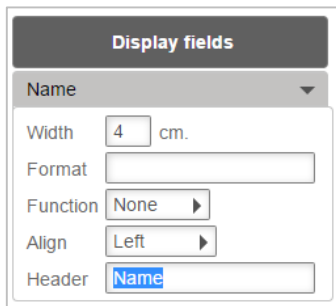 Display fields
Name
Width 4 cm.
Format
Function None
Align Left
Header Name